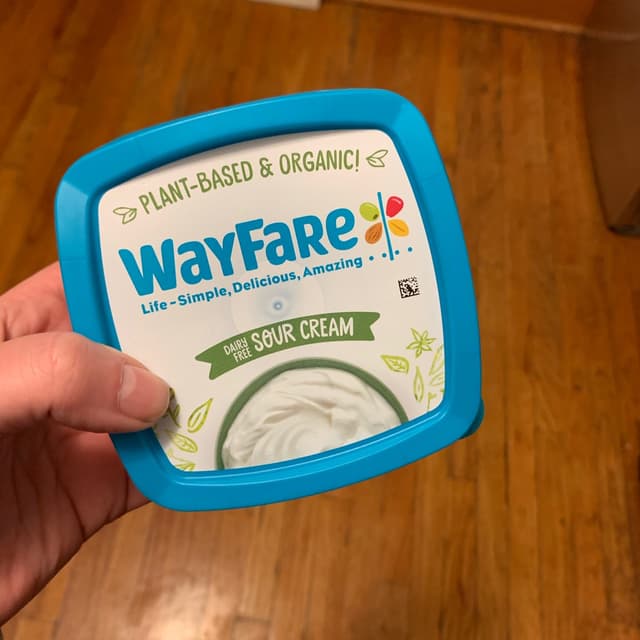 PLANT-BASED & ORGANIC!
WAYFARE
Life - Simple, Delicious, Amazing
DAIRY FREE SOUR CREAM